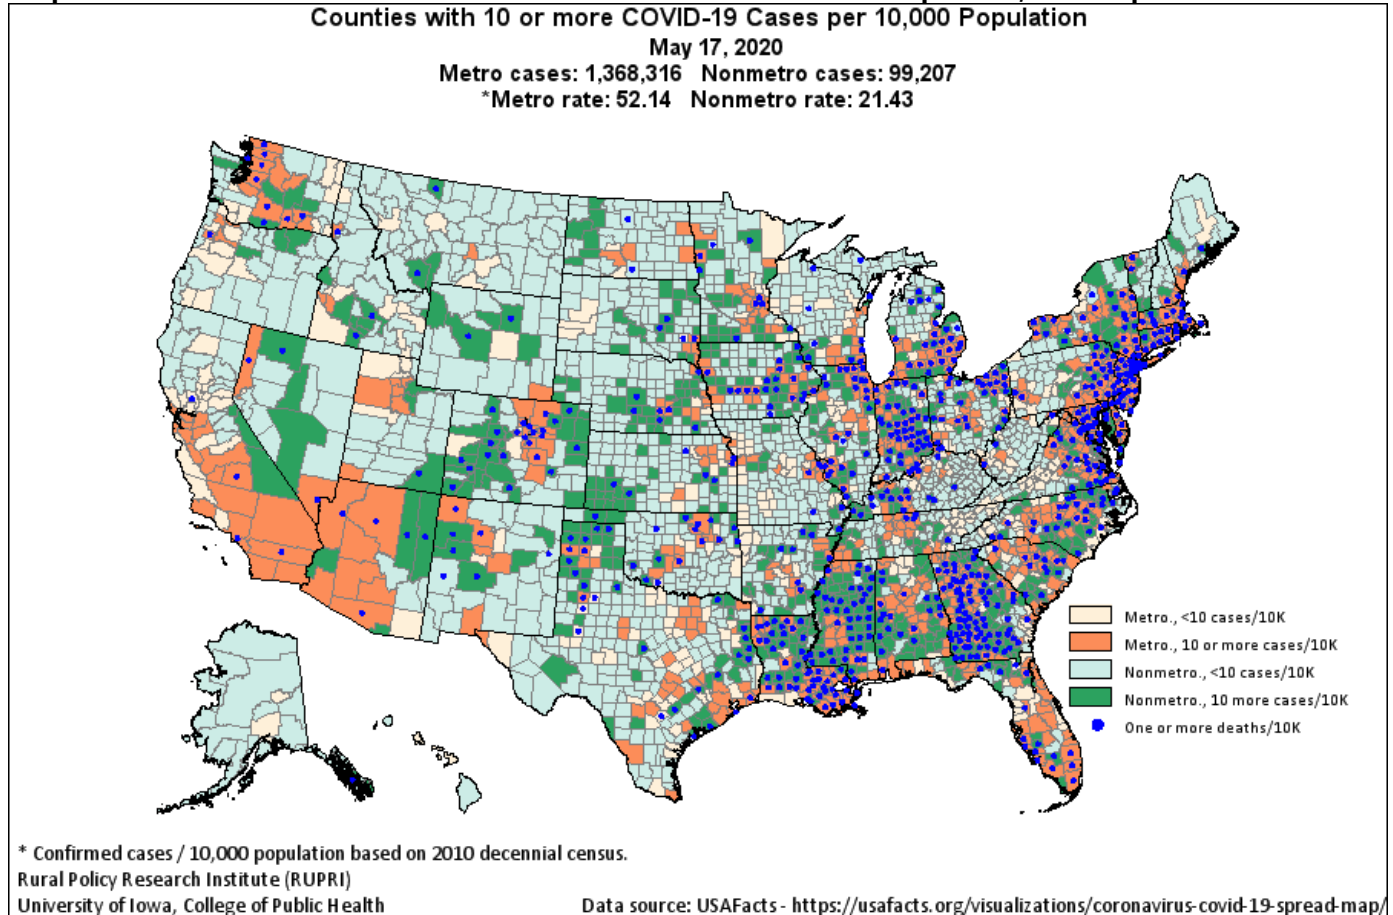 Counties with 10 or more COVID-19 Cases per 10,000 Population
May 17, 2020
Metro cases: 1,368,316 Nonmetro cases: 99,207
*Metro rate: 52.14 Nonmetro rate: 21.43
Metro., <10 cases/10K
Metro., 10 or more cases/10K
Nonmetro., <10 cases/10K
Nonmetro., 10 more cases/10K
One or more deaths/10K
* Confirmed cases / 10,000 population based on 2010 decennial census.
Rural Policy Research Institute (RUPRI)
University of Iowa, College of Public Health
Data source: USAFacts - https://usafacts.org/visualizations/coronavirus-covid-19-spread-map/